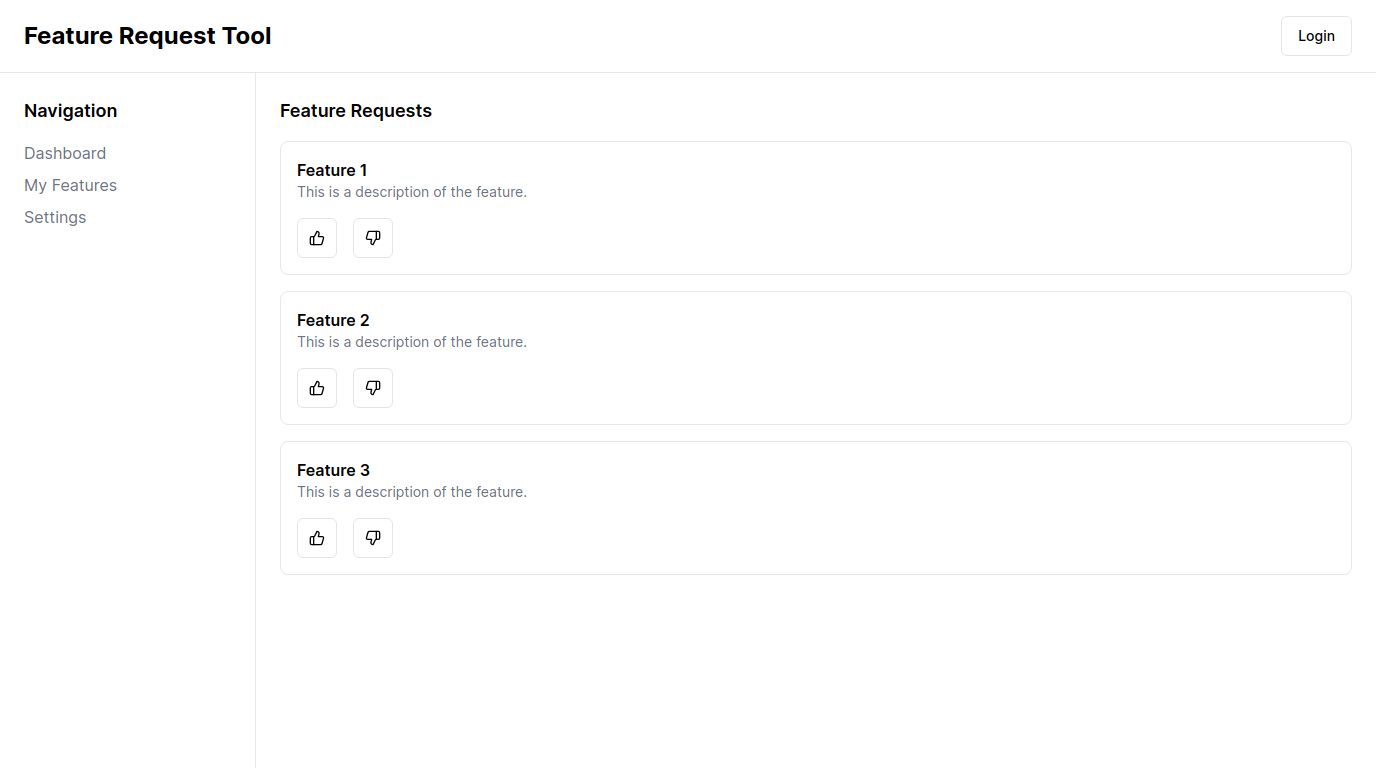 Feature Request Tool
Login
Navigation
Dashboard
My Features
Settings
Feature Requests
Feature 1
This is a description of the feature.
Feature 2
This is a description of the feature.
Feature 3
This is a description of the feature.